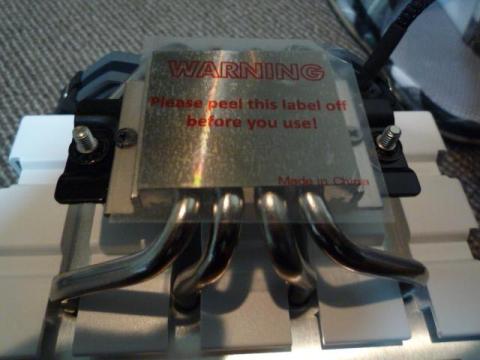 WARNING
Please peel this label off
before you use!
Made in China